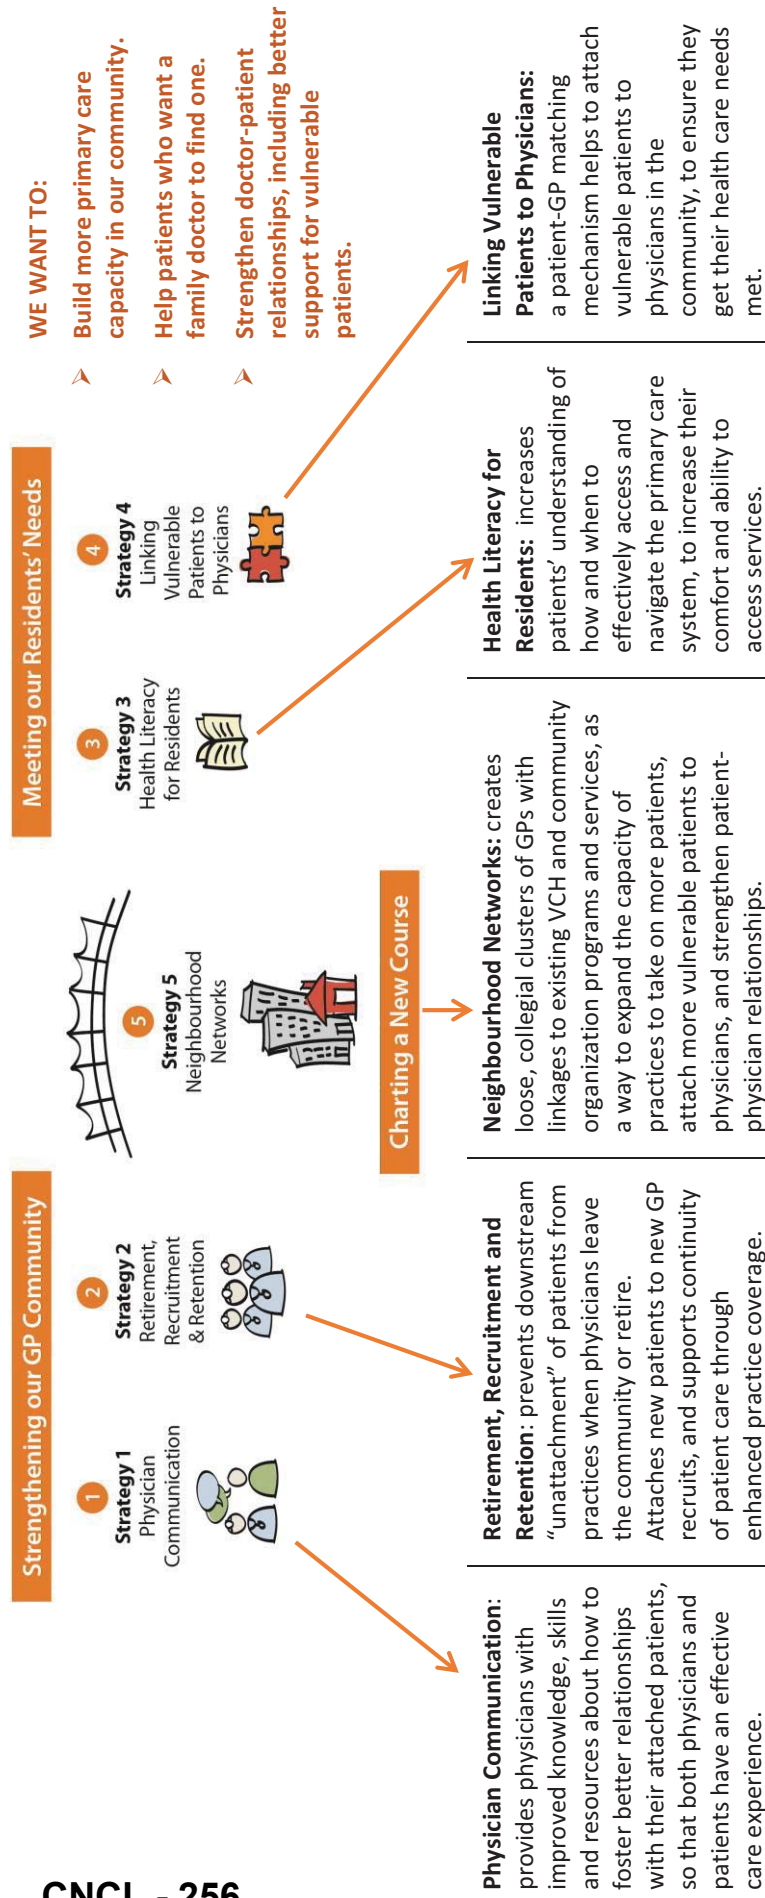 Strengthening our GP Community
1
Strategy 1
Physician
Communication
2
Strategy 2
Retirement,
Recruitment
& Retention
5
Strategy 5
Neighbourhood
Networks
Charting a New Course
Meeting our Residents' Needs
3
Strategy 3
Health Literacy
for Residents
4
Strategy 4
Linking
Vulnerable
Patients to
Physicians
WE WANT TO:
➢ Build more primary care
capacity in our community.
➢ Help patients who want a
family doctor to find one.
➢ Strengthen doctor-patient
relationships, including better
support for vulnerable
patients.
Physician Communication:
provides physicians with
improved knowledge, skills
and resources about how to
foster better relationships
with their attached patients,
so that both physicians and
patients have an effective
care experience.
Retirement, Recruitment and
Retention: prevents downstream
“unattachment” of patients from
practices when physicians leave
the community or retire.
Attaches new patients to new GP
recruits, and supports continuity
of patient care through
enhanced practice coverage.
Neighbourhood Networks: creates
loose, collegial clusters of GPs with
linkages to existing VCH and community
organization programs and services, as
a way to expand the capacity of
practices to take on more patients,
attach more vulnerable patients to
physicians, and strengthen patient-
physician relationships.
Health Literacy for
Residents: increases
patients’ understanding of
how and when to
effectively access and
navigate the primary care
system, to increase their
comfort and ability to
access services.
Linking Vulnerable
Patients to Physicians:
a patient-GP matching
mechanism helps to attach
vulnerable patients to
physicians in the
community, to ensure they
get their health care needs
met.
CNCL - 256